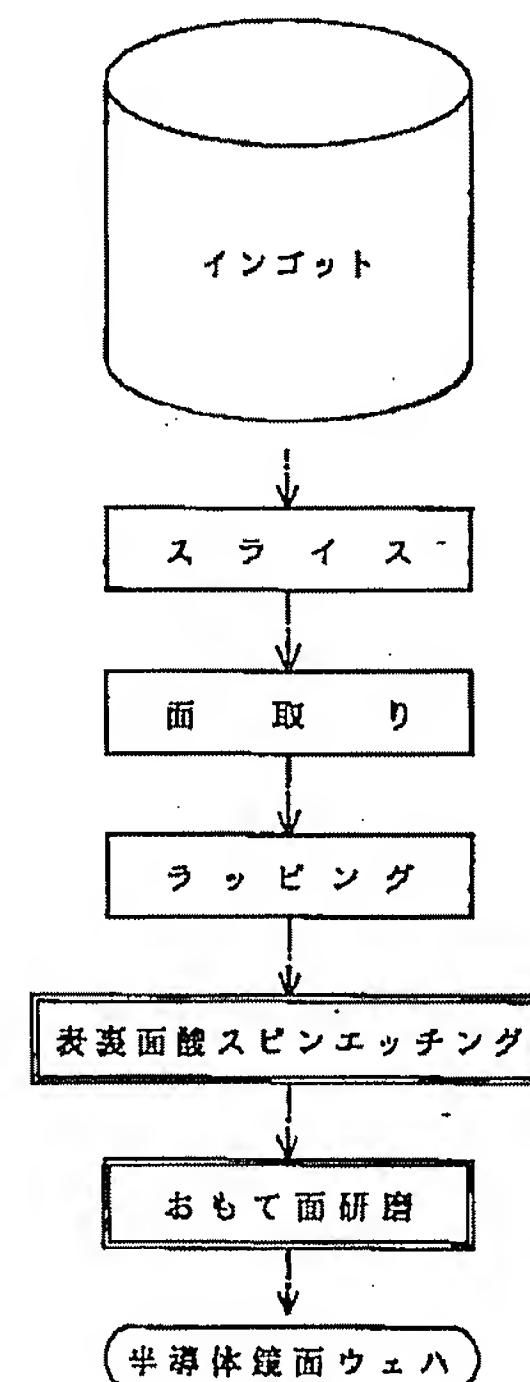 インゴット
スライス
面取り
ラッピング
表裏面酸スピンエッチング
おもて面研磨
半導体鏡面ウェハ